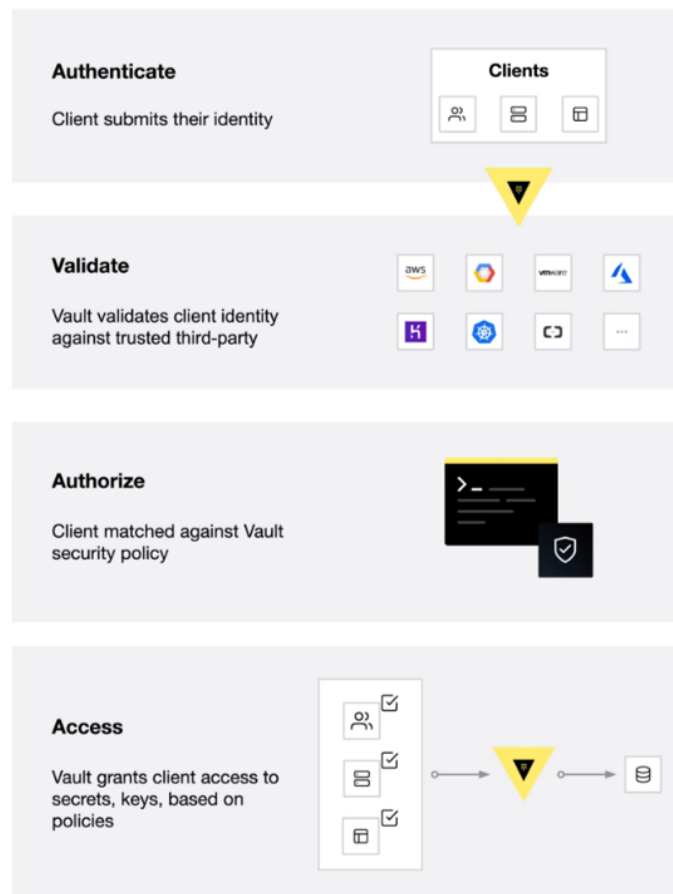 Authenticate
Client submits their identity
Clients
Validate
Vault validates client identity
against trusted third-party
aws
vmware
Authorize
Client matched against Vault
security policy
Access
Vault grants client access to
secrets, keys, based on
policies